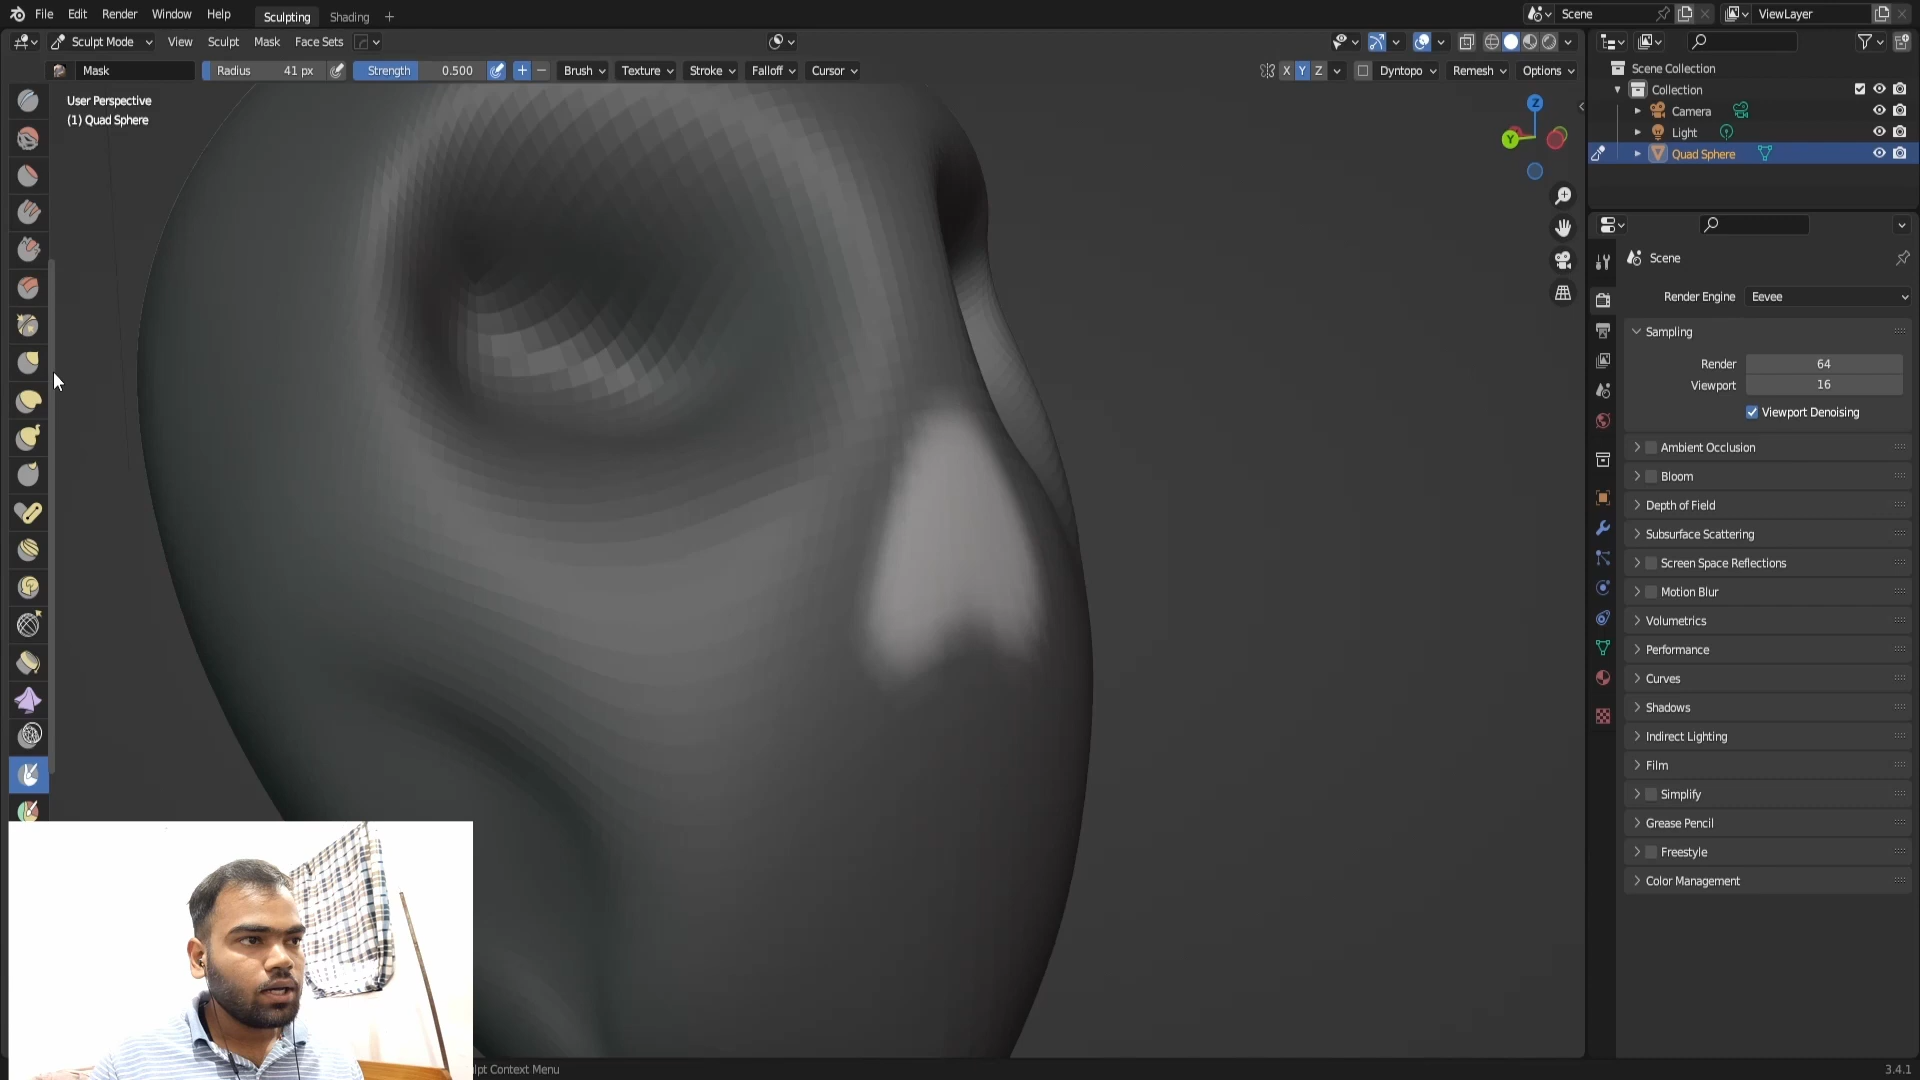 File Edit Render Window Help Sculpting Shading + Scene ViewLayer
Sculpt Mode View Sculpt Mask Face Sets
Mask Radius 41 px Strength 0.500 + − Brush Texture Stroke Falloff Cursor X Y Z Dyntopo Remesh Options
User Perspective
(1) Quad Sphere
Z
Y
Scene Collection
Collection
Camera
Light
Quad Sphere
Scene
Render Engine Eevee
Sampling
Render 64
Viewport 16
Viewport Denoising
Ambient Occlusion
Bloom
Depth of Field
Subsurface Scattering
Screen Space Reflections
Motion Blur
Volumetrics
Performance
Curves
Shadows
Indirect Lighting
Film
Simplify
Grease Pencil
Freestyle
Color Management
Context Menu
3.4.1